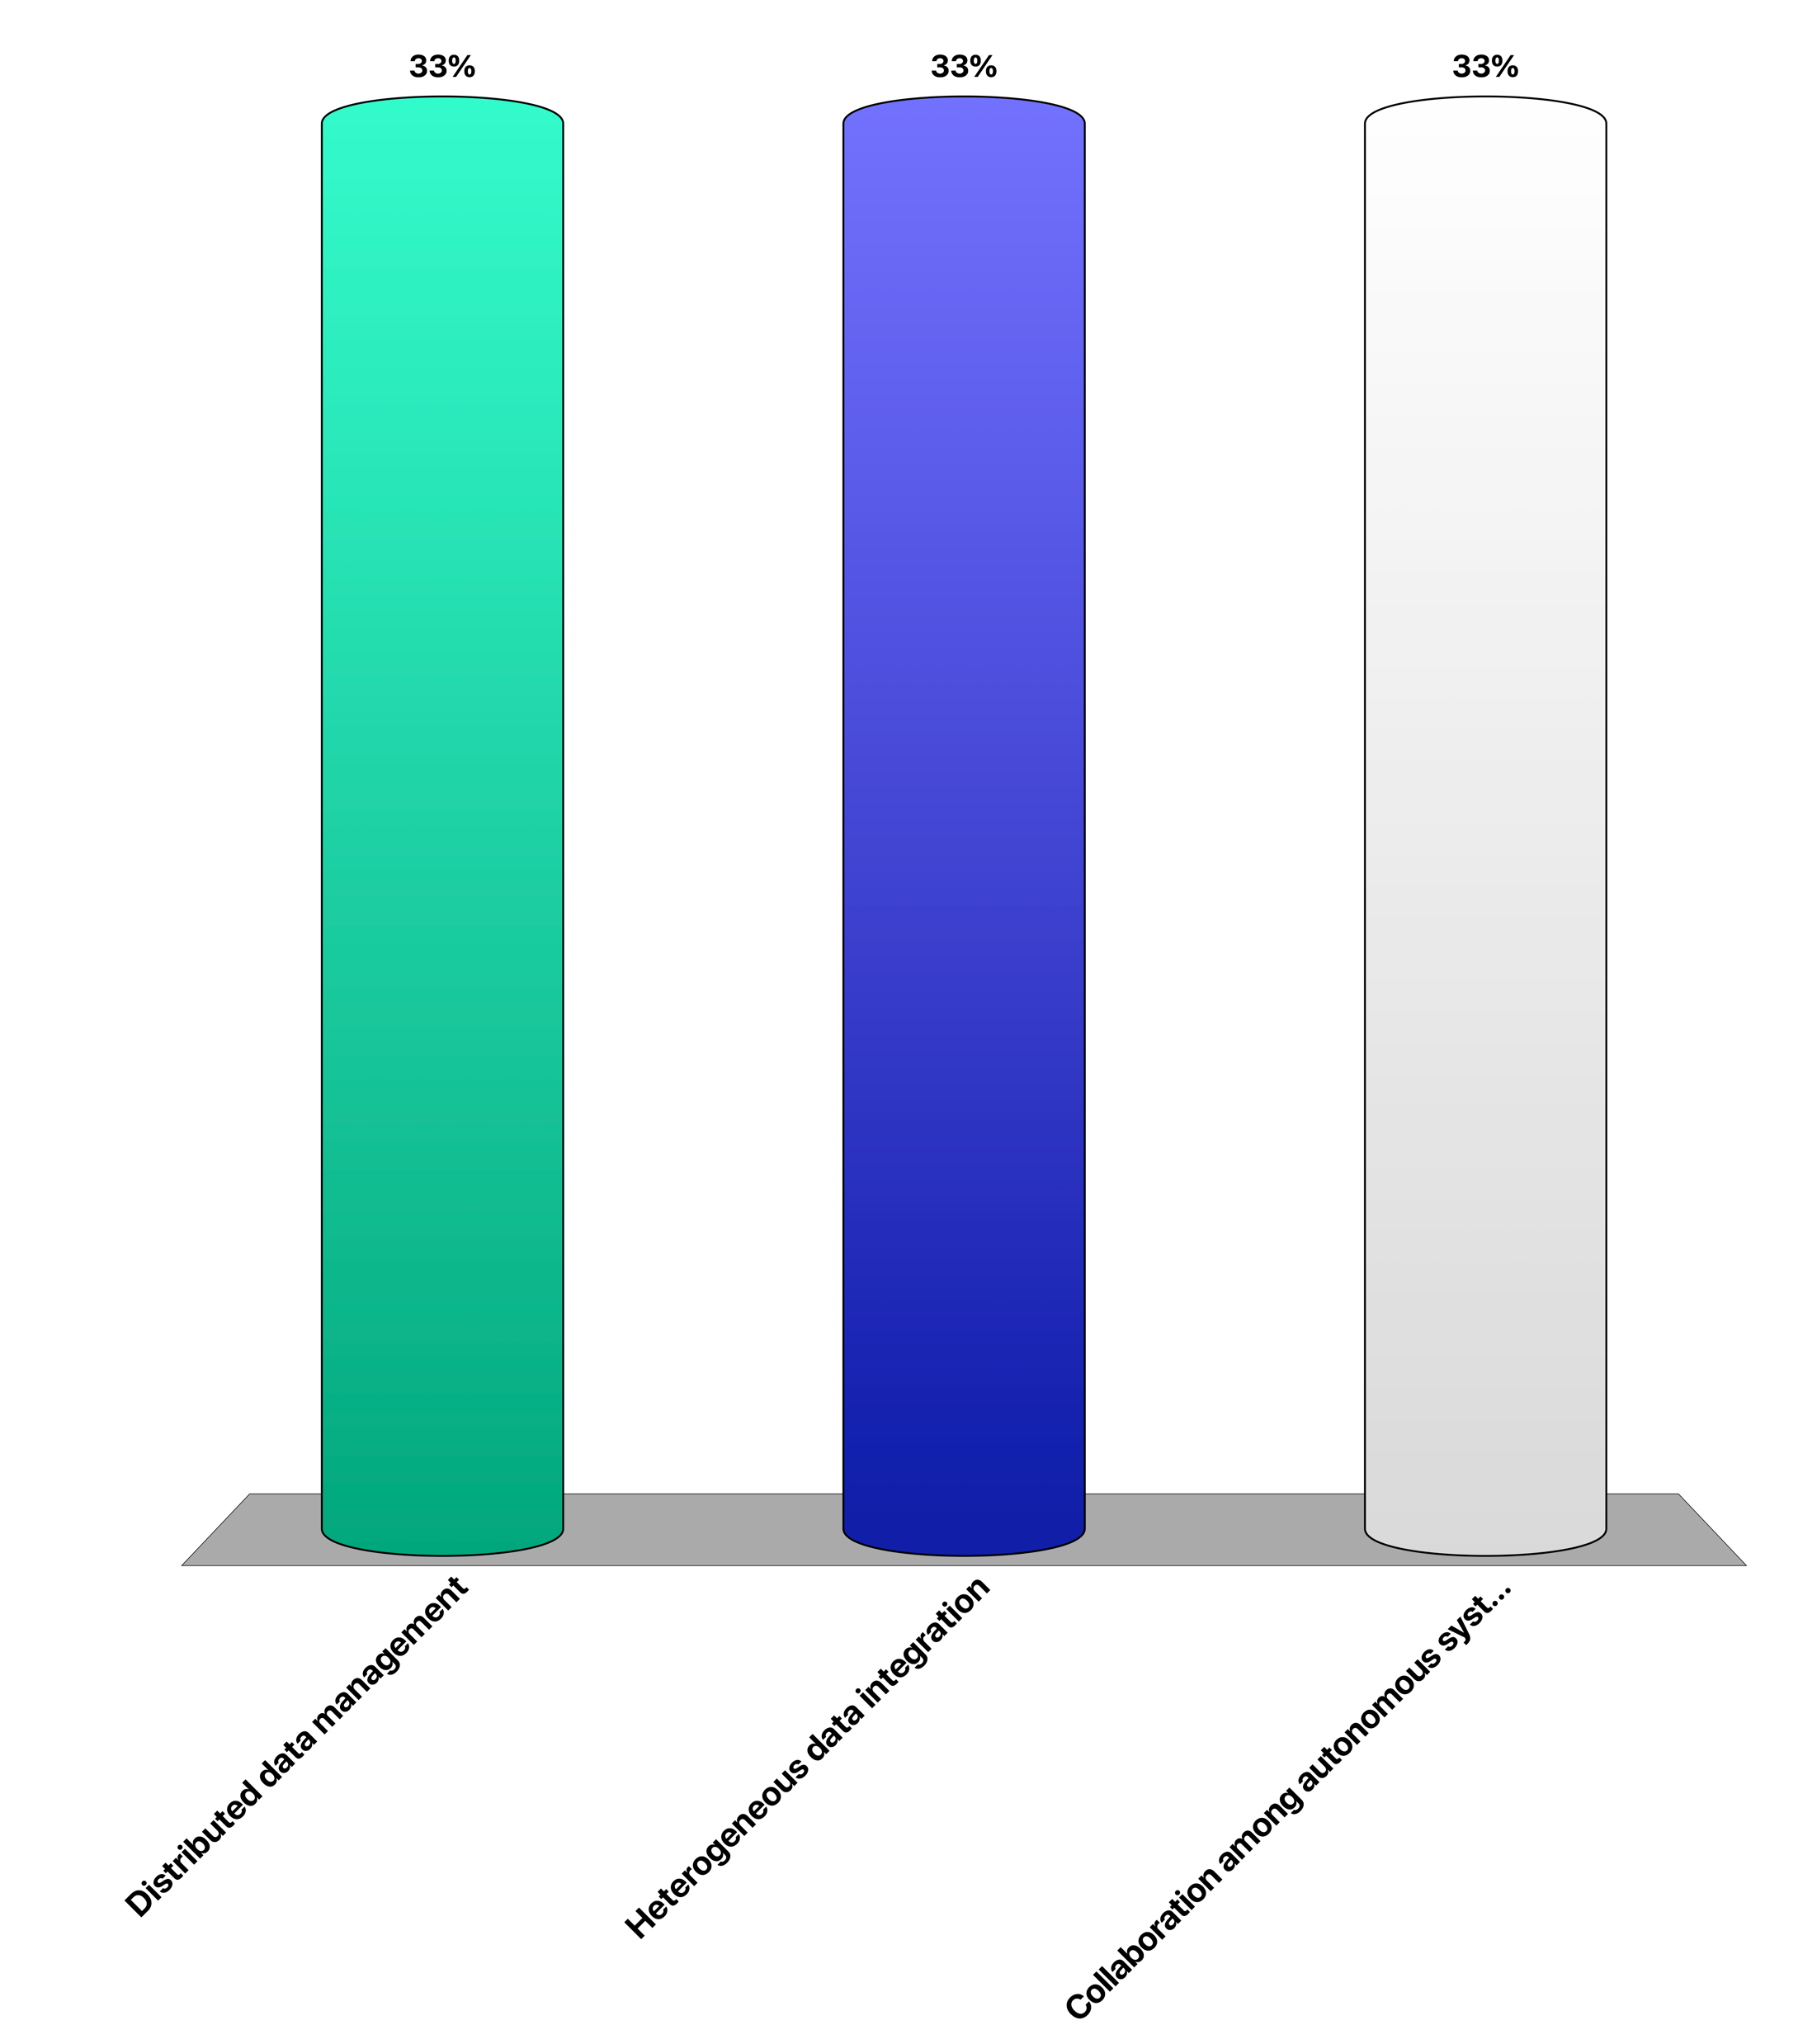 33%
33%
33%
Distributed data management
Heterogeneous data integration
Collaboration among autonomous syst...